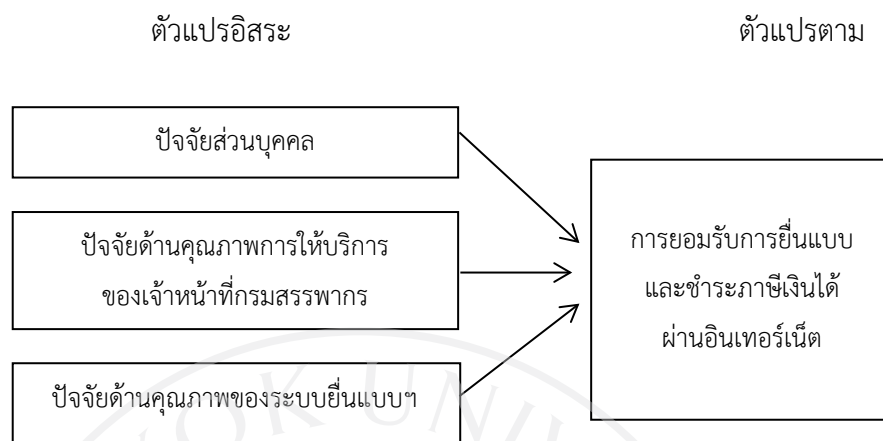 ตัวแปรอิสระ
ตัวแปรตาม
ปัจจัยส่วนบุคคล
ปัจจัยด้านคุณภาพการให้บริการ
ของเจ้าหน้าที่กรมสรรพากร
ปัจจัยด้านคุณภาพของระบบยื่นแบบฯ
การยอมรับการยื่นแบบ
และชำระภาษีเงินได้
ผ่านอินเทอร์เน็ต
OK UNI